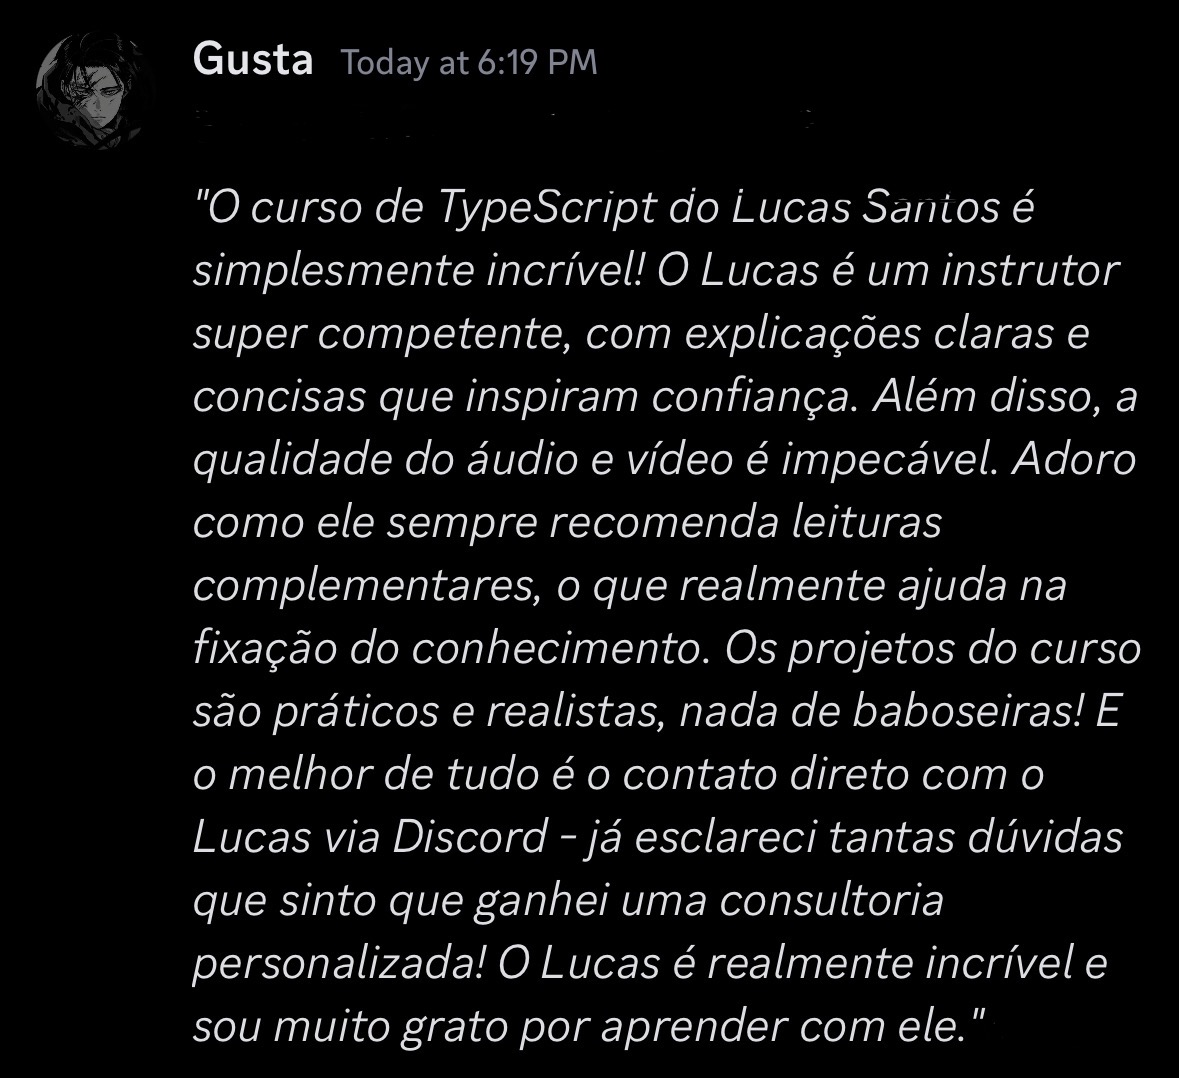 Gusta Today at 6:19 PM
"O curso de TypeScript do Lucas Santos é
simplesmente incrível! O Lucas é um instrutor
super competente, com explicações claras e
concisas que inspiram confiança. Além disso, a
qualidade do áudio e vídeo é impecável. Adoro
como ele sempre recomenda leituras
complementares, o que realmente ajuda na
fixação do conhecimento. Os projetos do curso
são práticos e realistas, nada de baboseiras! E
o melhor de tudo é o contato direto com o
Lucas via Discord - já esclareci tantas dúvidas
que sinto que ganhei uma consultoria
personalizada! O Lucas é realmente incrível e
sou muito grato por aprender com ele."